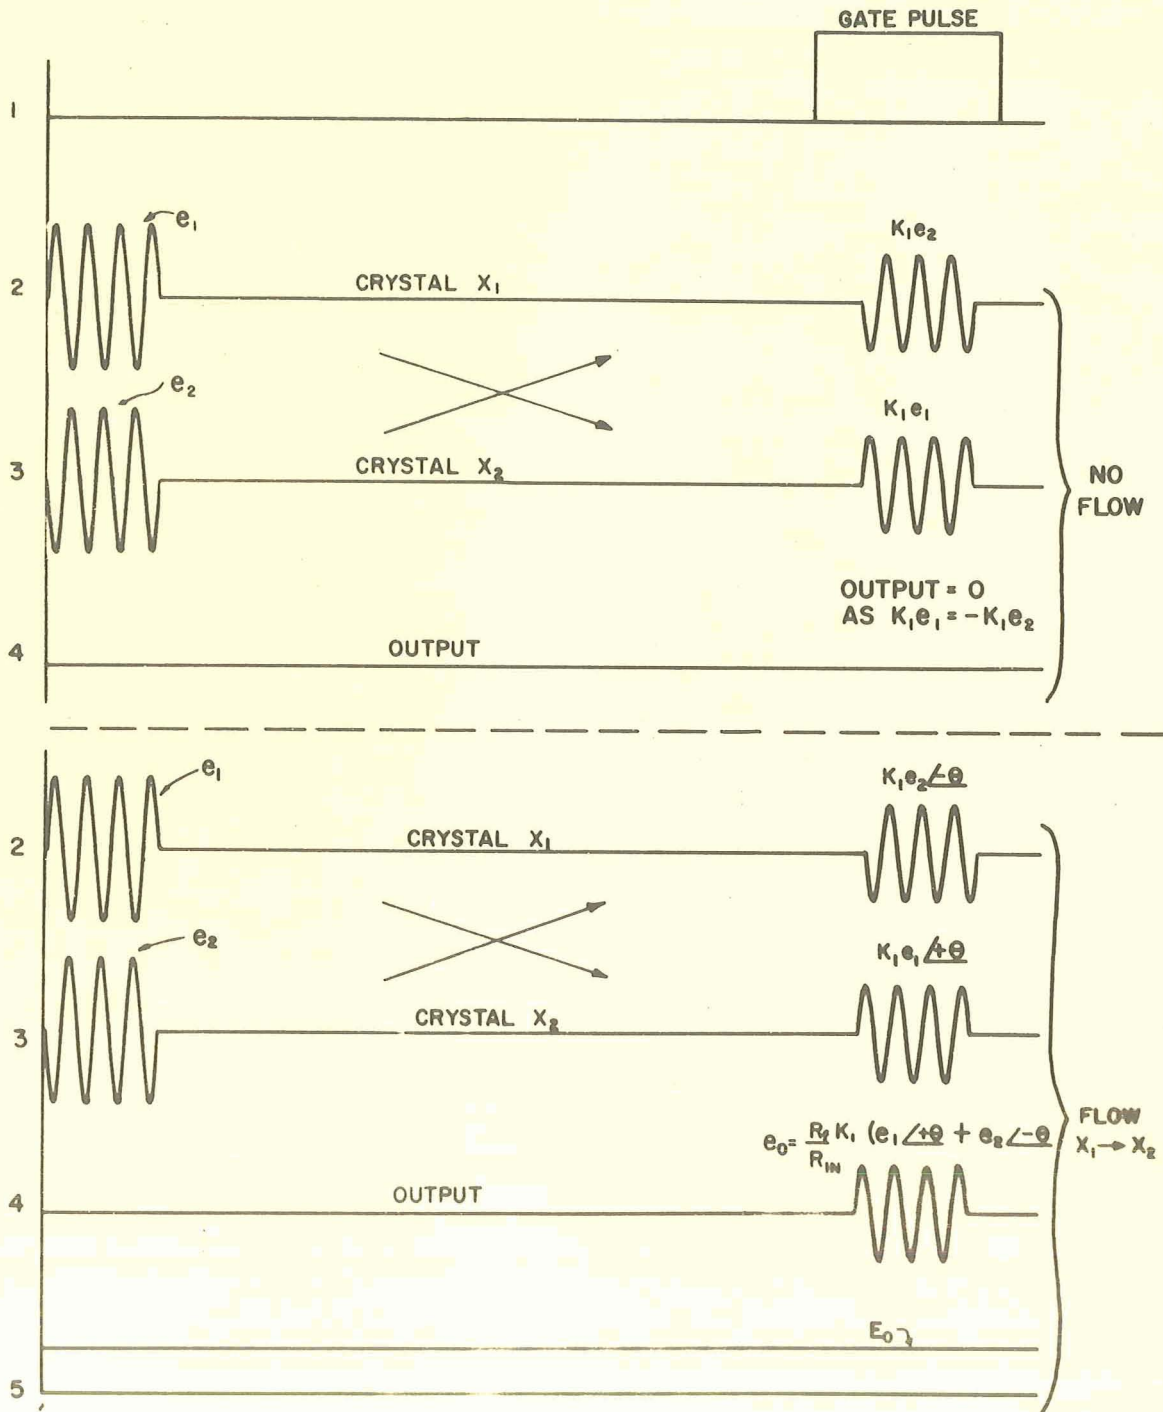 GATE PULSE
1
e₁
K₁e₂
2
CRYSTAL X₁
e₂
K₁e₁
3
CRYSTAL X₂
NO
FLOW
OUTPUT = 0
AS K₁e₁ = -K₁e₂
4
OUTPUT
e₁
K₁e₂∠-θ
2
CRYSTAL X₁
e₂
K₁e₁∠+θ
3
CRYSTAL X₂
FLOW
X₁→X₂
e₀= R_f/R_IN K₁ (e₁∠+θ + e₂∠-θ
4
OUTPUT
E₀
5